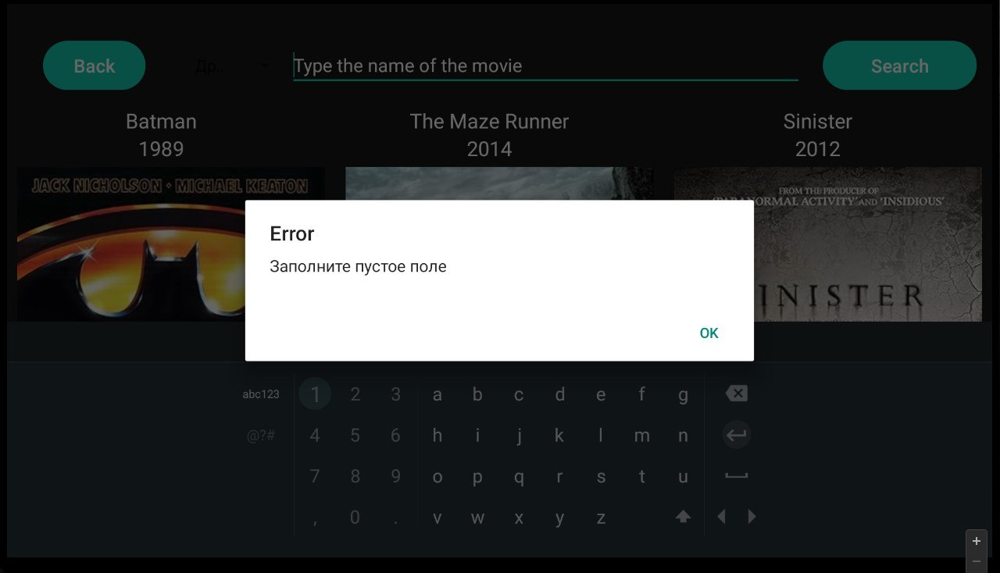 Back
Др..
Type the name of the movie
Search
Batman
1989
The Maze Runner
2014
Sinister
2012
JACK NICHOLSON • MICHAEL KEATON
FROM THE PRODUCER OF
'PARANORMAL ACTIVITY' AND 'INSIDIOUS'
INISTER
Error
Заполните пустое поле
OK
abc123 1 2 3 a b c d e f g
@?# 4 5 6 h i j k l m n
7 8 9 o p q r s t u
, 0 . v w x y z
+
−